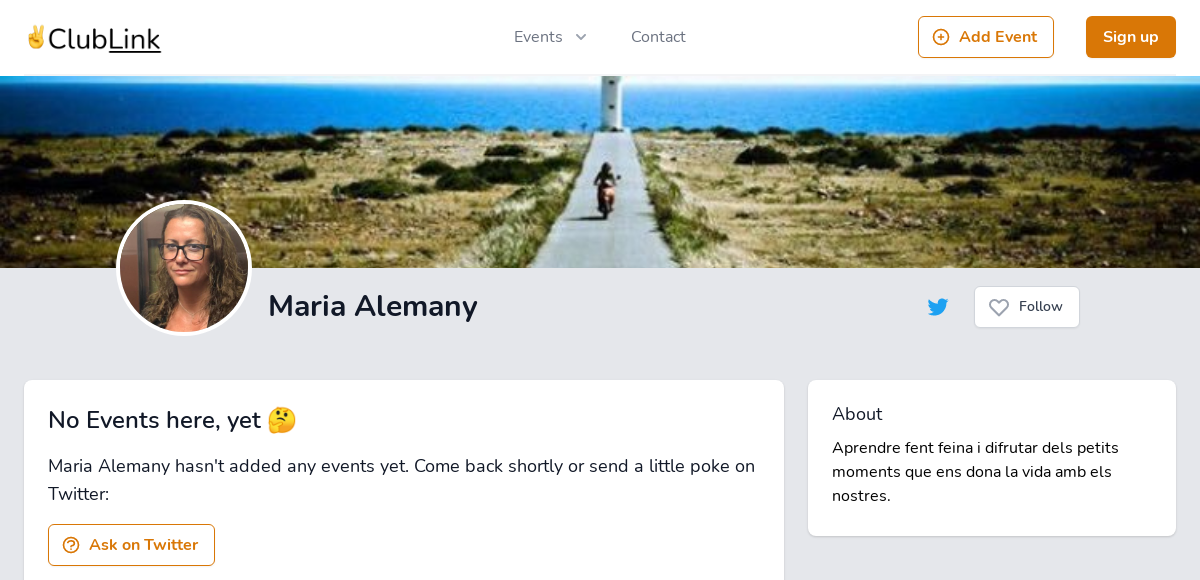 ✌️ClubLink
Events
Contact
Add Event
Sign up
Maria Alemany
Follow
No Events here, yet 🤔
Maria Alemany hasn't added any events yet. Come back shortly or send a little poke on
Twitter:
Ask on Twitter
About
Aprendre fent feina i difrutar dels petits
moments que ens dona la vida amb els
nostres.